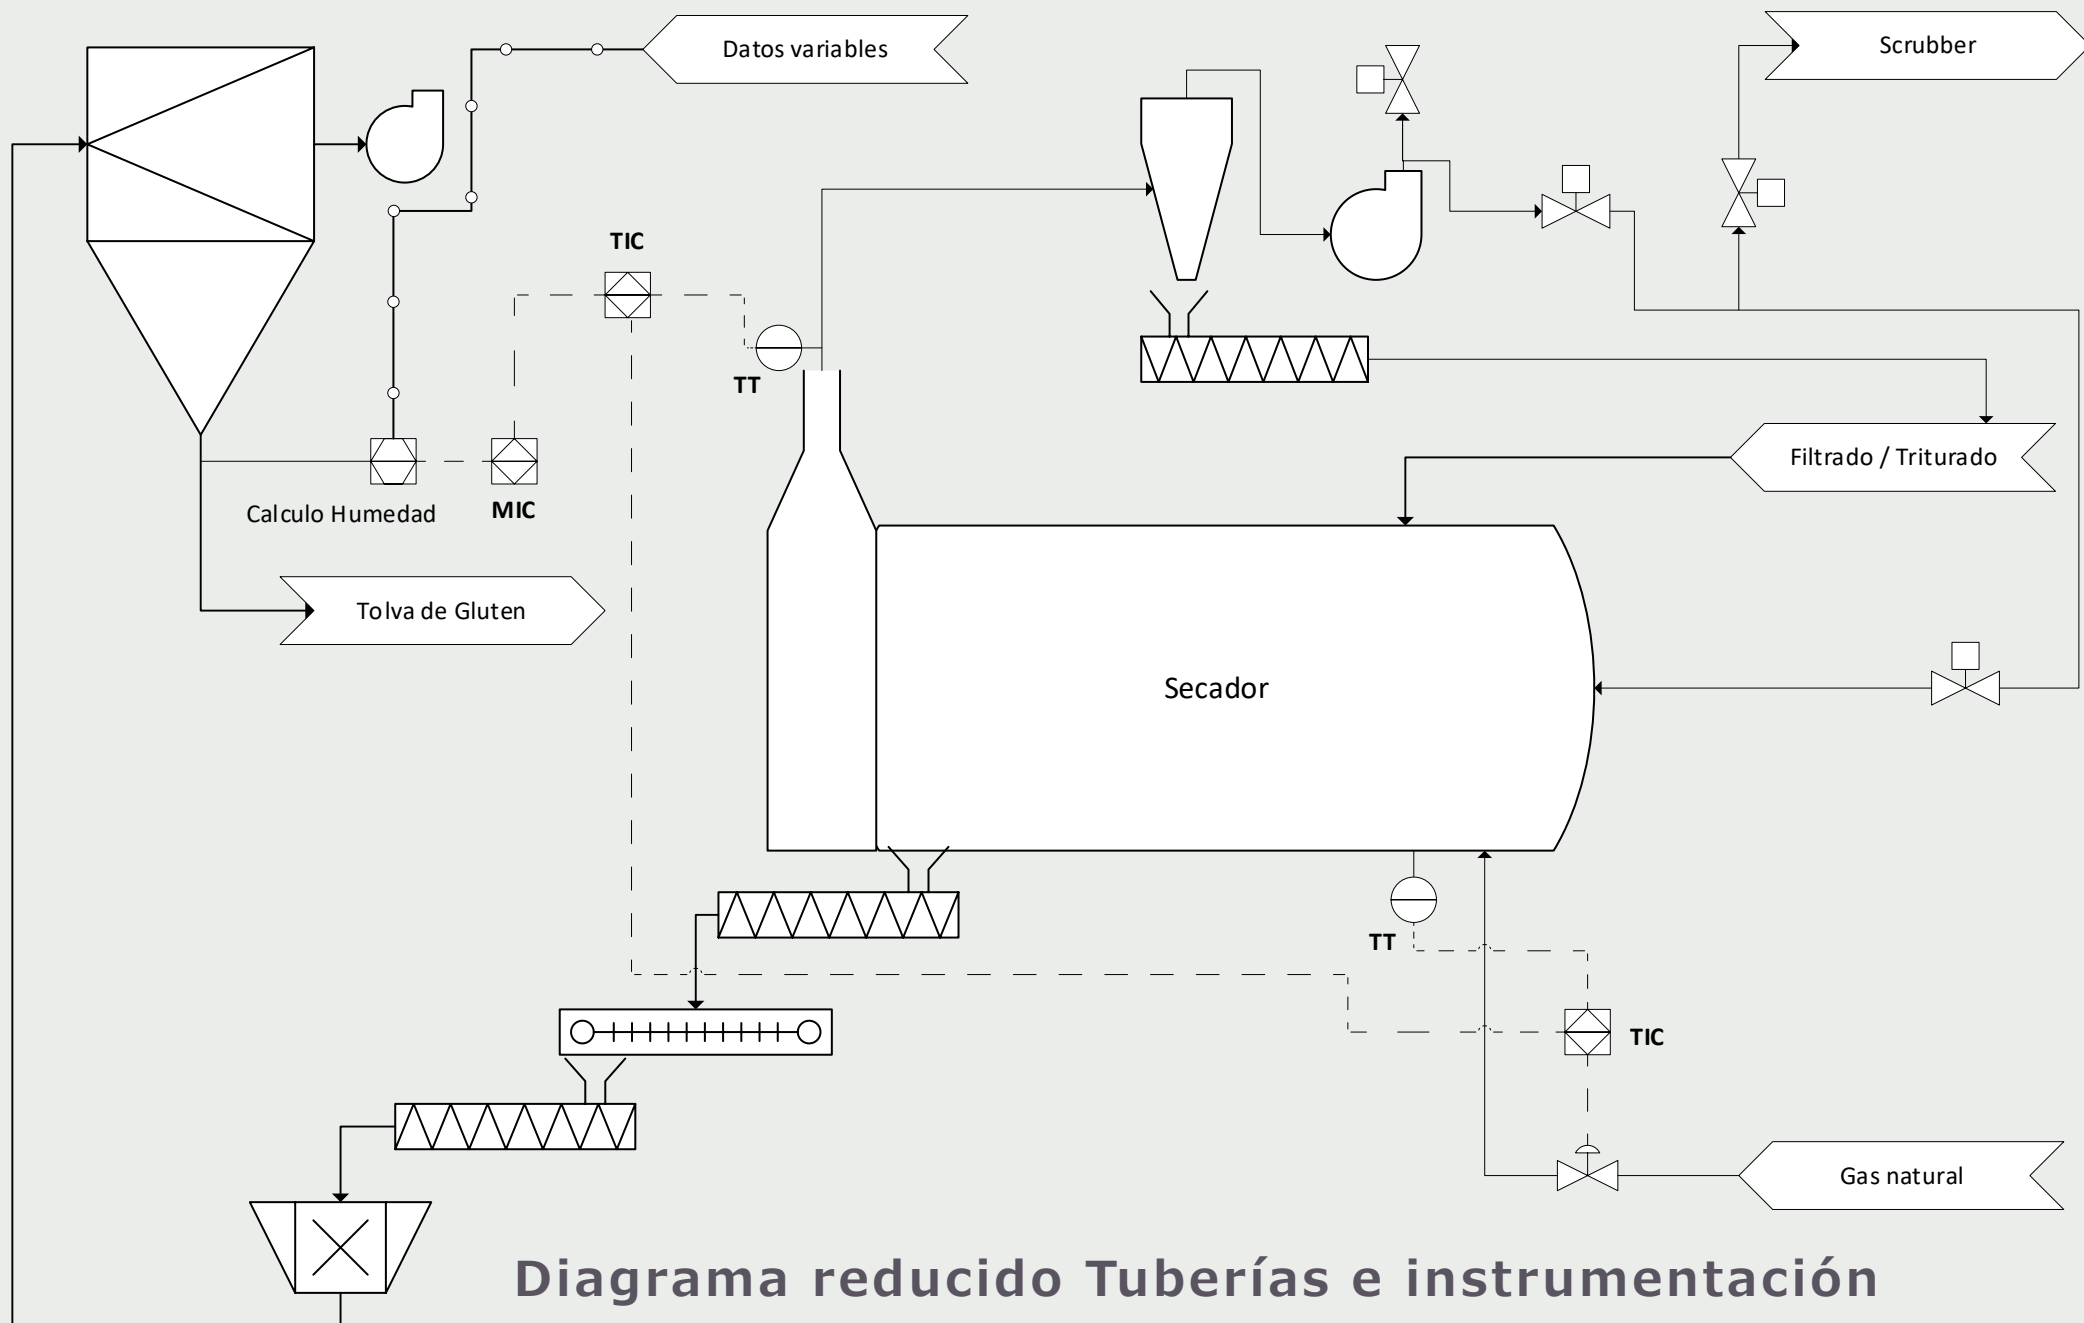 Datos variables
Scrubber
TIC
TT
Filtrado / Triturado
Calculo Humedad
MIC
Tolva de Gluten
Secador
TT
TIC
Gas natural
Diagrama reducido Tuberías e instrumentación